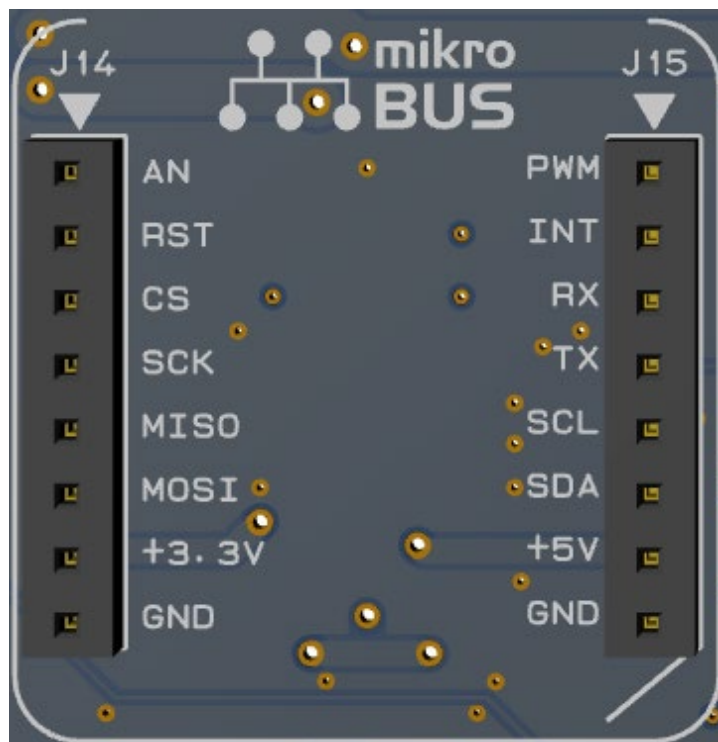 mikro
BUS
J14
J15
AN
PWM
RST
INT
CS
RX
SCK
TX
MISO
SCL
MOSI
SDA
+3.3V
+5V
GND
GND